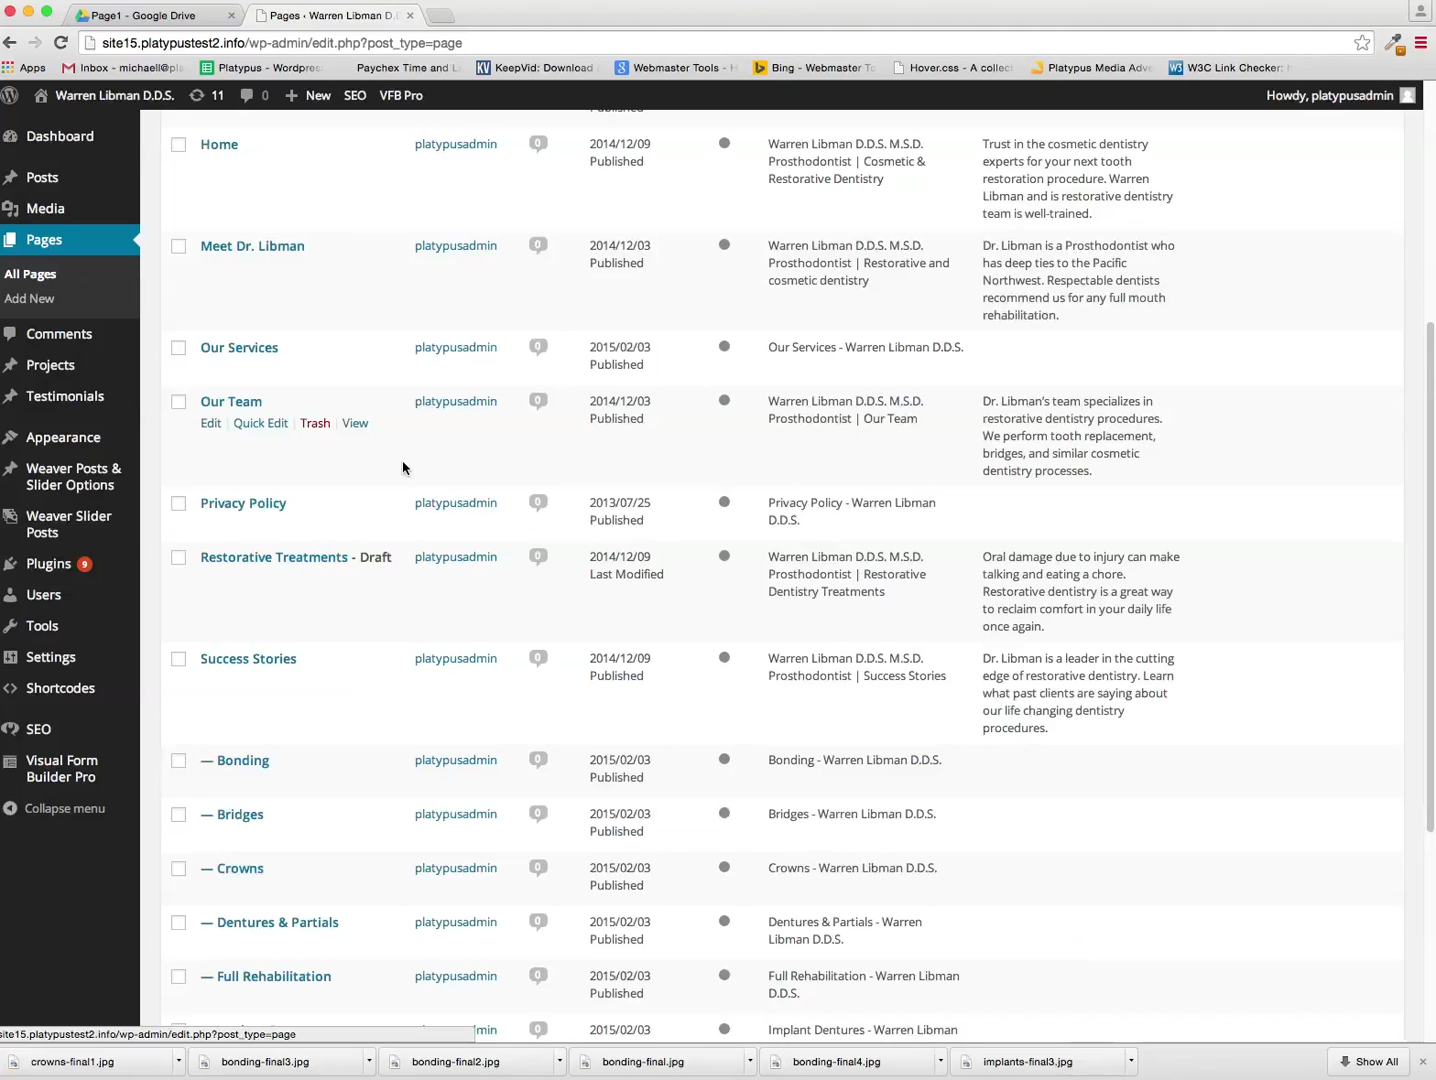 Page1 - Google Drive
Pages ‹ Warren Libman D.
site15.platypustest2.info/wp-admin/edit.php?post_type=page
Apps
Inbox - michaell@pl
Platypus - Wordpres
Paychex Time and L
KeepVid: Download
Webmaster Tools - H
Bing - Webmaster To
Hover.css - A collec
Platypus Media Adve
W3C Link Checker:
Warren Libman D.D.S.
11
0
New
SEO
VFB Pro
Howdy, platypusadmin
Dashboard
Posts
Media
Pages
All Pages
Add New
Comments
Projects
Testimonials
Appearance
Weaver Posts &
Slider Options
Weaver Slider
Posts
Plugins 9
Users
Tools
Settings
Shortcodes
SEO
Visual Form
Builder Pro
Collapse menu
Published
Home
platypusadmin
0
2014/12/09
Published
Warren Libman D.D.S. M.S.D.
Prosthodontist | Cosmetic &
Restorative Dentistry
Trust in the cosmetic dentistry
experts for your next tooth
restoration procedure. Warren
Libman and is restorative dentistry
team is well-trained.
Meet Dr. Libman
platypusadmin
0
2014/12/03
Published
Warren Libman D.D.S. M.S.D.
Prosthodontist | Restorative and
cosmetic dentistry
Dr. Libman is a Prosthodontist who
has deep ties to the Pacific
Northwest. Respectable dentists
recommend us for any full mouth
rehabilitation.
Our Services
platypusadmin
0
2015/02/03
Published
Our Services - Warren Libman D.D.S.
Our Team
Edit | Quick Edit | Trash | View
platypusadmin
0
2014/12/03
Published
Warren Libman D.D.S. M.S.D.
Prosthodontist | Our Team
Dr. Libman's team specializes in
restorative dentistry procedures.
We perform tooth replacement,
bridges, and similar cosmetic
dentistry processes.
Privacy Policy
platypusadmin
0
2013/07/25
Published
Privacy Policy - Warren Libman
D.D.S.
Restorative Treatments - Draft
platypusadmin
0
2014/12/09
Last Modified
Warren Libman D.D.S. M.S.D.
Prosthodontist | Restorative
Dentistry Treatments
Oral damage due to injury can make
talking and eating a chore.
Restorative dentistry is a great way
to reclaim comfort in your daily life
once again.
Success Stories
platypusadmin
0
2014/12/09
Published
Warren Libman D.D.S. M.S.D.
Prosthodontist | Success Stories
Dr. Libman is a leader in the cutting
edge of restorative dentistry. Learn
what past clients are saying about
our life changing dentistry
procedures.
— Bonding
platypusadmin
0
2015/02/03
Published
Bonding - Warren Libman D.D.S.
— Bridges
platypusadmin
0
2015/02/03
Published
Bridges - Warren Libman D.D.S.
— Crowns
platypusadmin
0
2015/02/03
Published
Crowns - Warren Libman D.D.S.
— Dentures & Partials
platypusadmin
0
2015/02/03
Published
Dentures & Partials - Warren
Libman D.D.S.
— Full Rehabilitation
platypusadmin
0
2015/02/03
Published
Full Rehabilitation - Warren Libman
D.D.S.
min
0
2015/02/03
Implant Dentures - Warren Libman
site15.platypustest2.info/wp-admin/edit.php?post_type=page
crowns-final1.jpg
bonding-final3.jpg
bonding-final2.jpg
bonding-final.jpg
bonding-final4.jpg
implants-final3.jpg
Show All